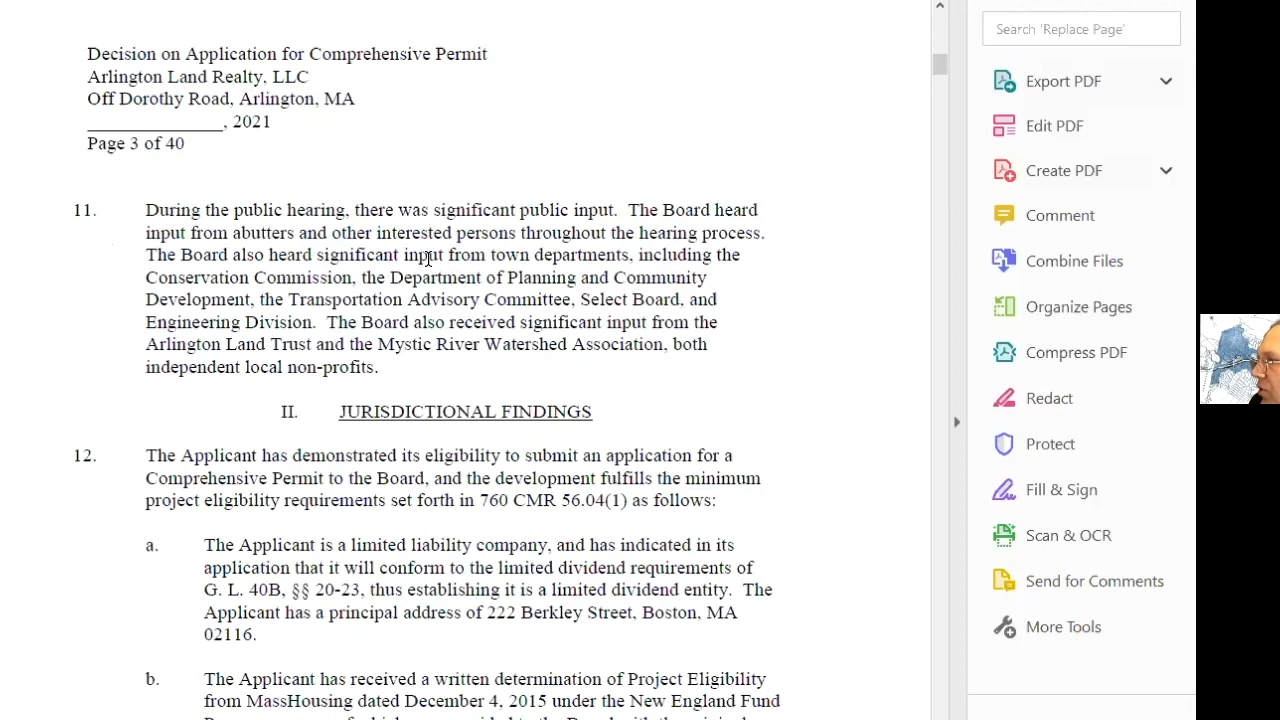 Decision on Application for Comprehensive Permit
Arlington Land Realty, LLC
Off Dorothy Road, Arlington, MA
_______________, 2021
Page 3 of 40
11. During the public hearing, there was significant public input. The Board heard
input from abutters and other interested persons throughout the hearing process.
The Board also heard significant input from town departments, including the
Conservation Commission, the Department of Planning and Community
Development, the Transportation Advisory Committee, Select Board, and
Engineering Division. The Board also received significant input from the
Arlington Land Trust and the Mystic River Watershed Association, both
independent local non-profits.
II. JURISDICTIONAL FINDINGS
12. The Applicant has demonstrated its eligibility to submit an application for a
Comprehensive Permit to the Board, and the development fulfills the minimum
project eligibility requirements set forth in 760 CMR 56.04(1) as follows:
a. The Applicant is a limited liability company, and has indicated in its
application that it will conform to the limited dividend requirements of
G. L. 40B, §§ 20-23, thus establishing it is a limited dividend entity. The
Applicant has a principal address of 222 Berkley Street, Boston, MA
02116.
b. The Applicant has received a written determination of Project Eligibility
from MassHousing dated December 4, 2015 under the New England Fund
Search 'Replace Page'
Export PDF
Edit PDF
Create PDF
Comment
Combine Files
Organize Pages
Compress PDF
Redact
Protect
Fill & Sign
Scan & OCR
Send for Comments
More Tools